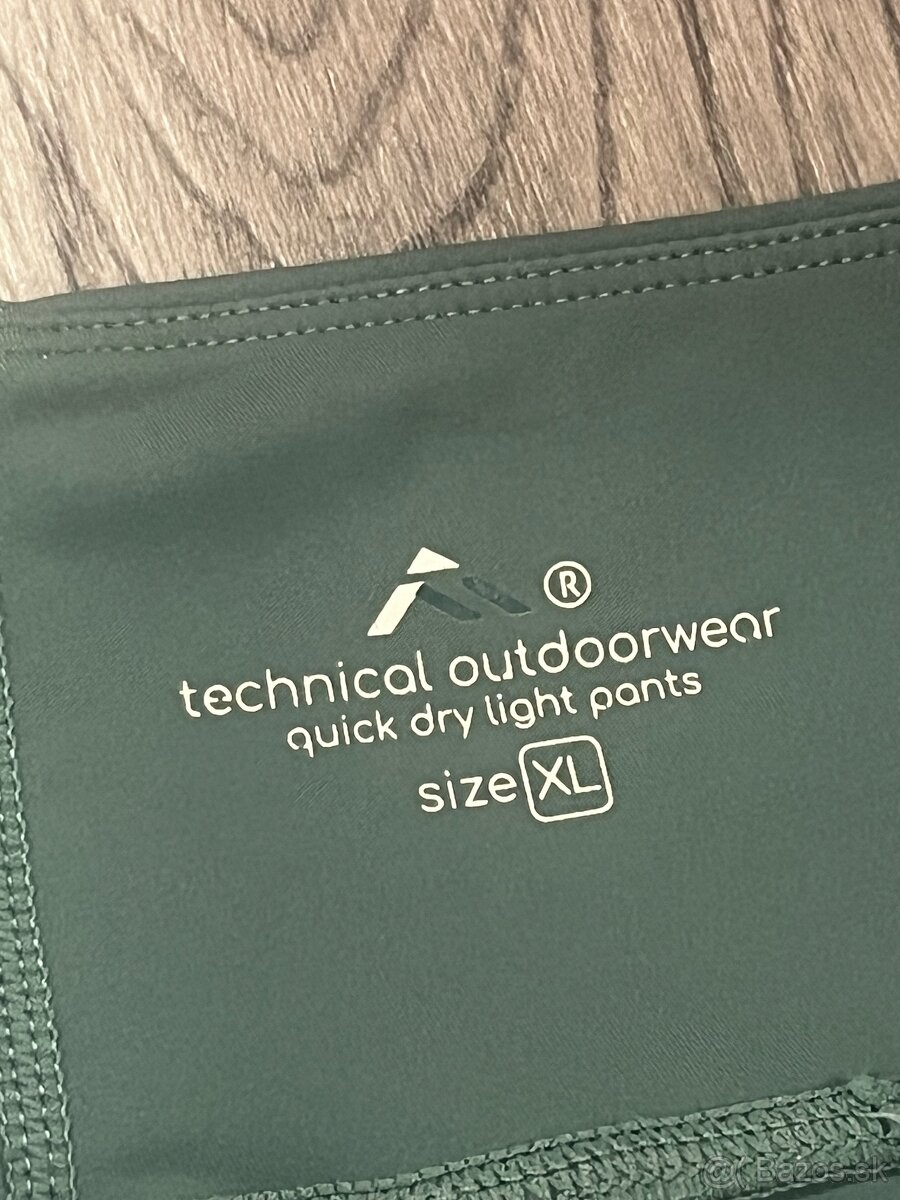 ®
technical outdoorwear
quick dry light pants
size XL
@( Bazos.sk